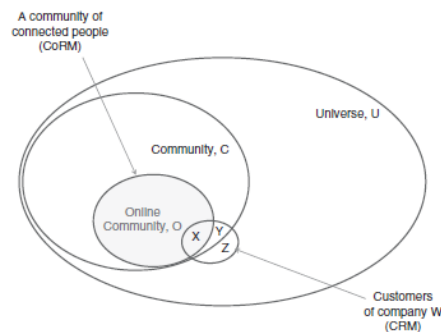 A community of
connected people
(CoRM)
Universe, U
Community, C
Online
Community, O
X
Y
Z
Customers
of company W
(CRM)